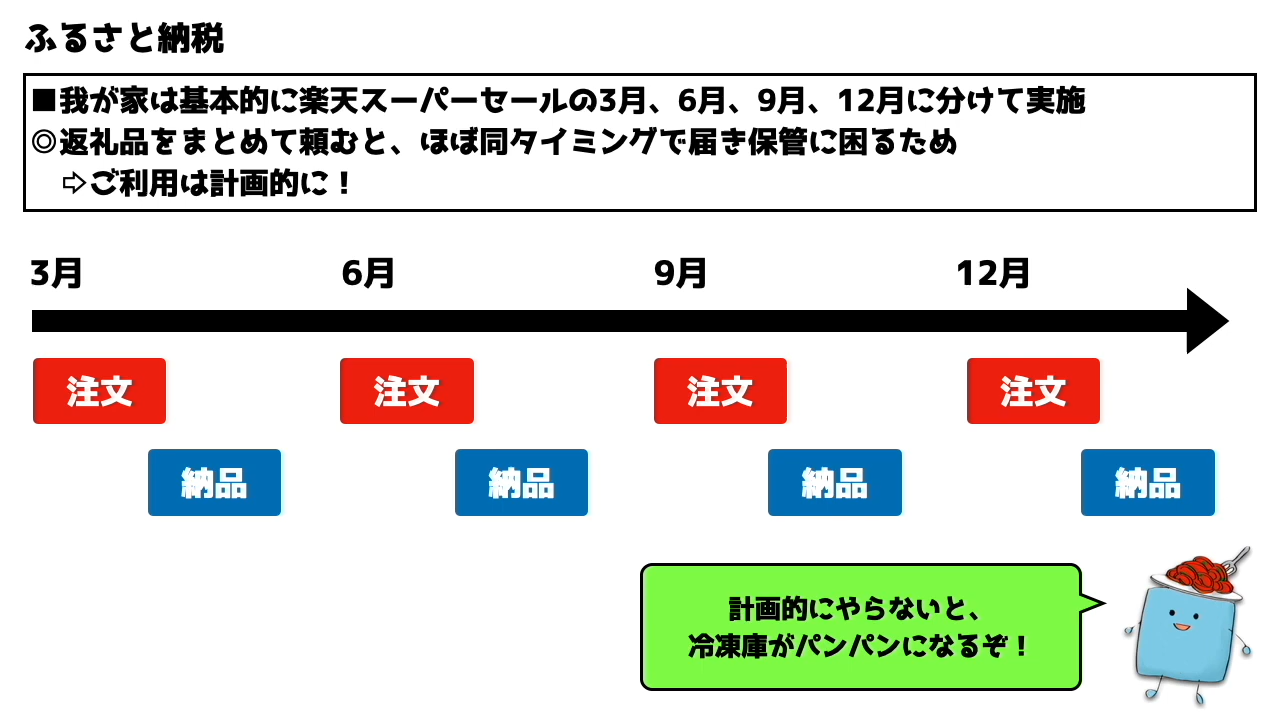 ふるさと納税
■我が家は基本的に楽天スーパーセールの3月、6月、9月、12月に分けて実施
◎返礼品をまとめて頼むと、ほぼ同タイミングで届き保管に困るため
⇨ご利用は計画的に！
3月
6月
9月
12月
注文
注文
注文
注文
納品
納品
納品
納品
計画的にやらないと、
冷凍庫がパンパンになるぞ！